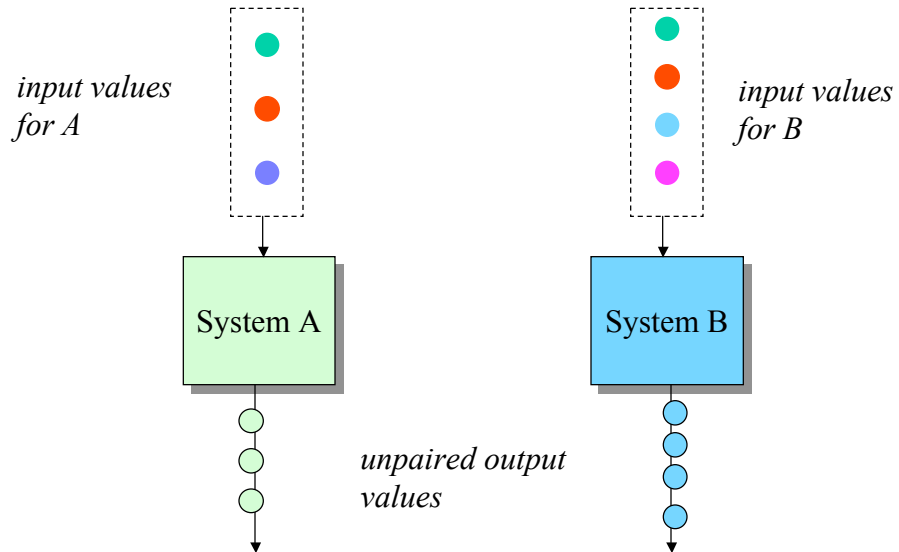 input values
for A
input values
for B
System A
System B
unpaired output
values